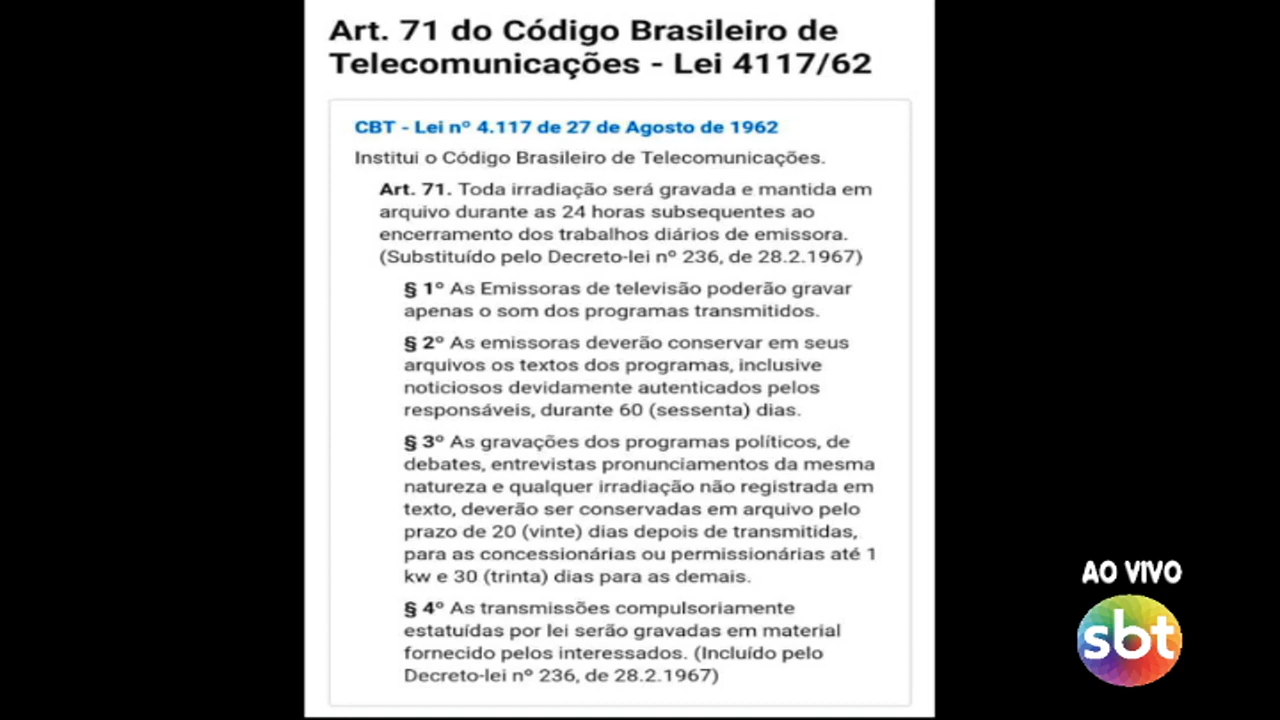 Art. 71 do Código Brasileiro de
Telecomunicações - Lei 4117/62
CBT - Lei nº 4.117 de 27 de Agosto de 1962
Institui o Código Brasileiro de Telecomunicações.
Art. 71. Toda irradiação será gravada e mantida em
arquivo durante as 24 horas subsequentes ao
encerramento dos trabalhos diários de emissora.
(Substituído pelo Decreto-lei nº 236, de 28.2.1967)
§ 1º As Emissoras de televisão poderão gravar
apenas o som dos programas transmitidos.
§ 2º As emissoras deverão conservar em seus
arquivos os textos dos programas, inclusive
noticiosos devidamente autenticados pelos
responsáveis, durante 60 (sessenta) dias.
§ 3º As gravações dos programas políticos, de
debates, entrevistas pronunciamentos da mesma
natureza e qualquer irradiação não registrada em
texto, deverão ser conservadas em arquivo pelo
prazo de 20 (vinte) dias depois de transmitidas,
para as concessionárias ou permissionárias até 1
kw e 30 (trinta) dias para as demais.
§ 4º As transmissões compulsoriamente
estatuídas por lei serão gravadas em material
fornecido pelos interessados. (Incluído pelo
Decreto-lei nº 236, de 28.2.1967)
AO VIVO
sbt